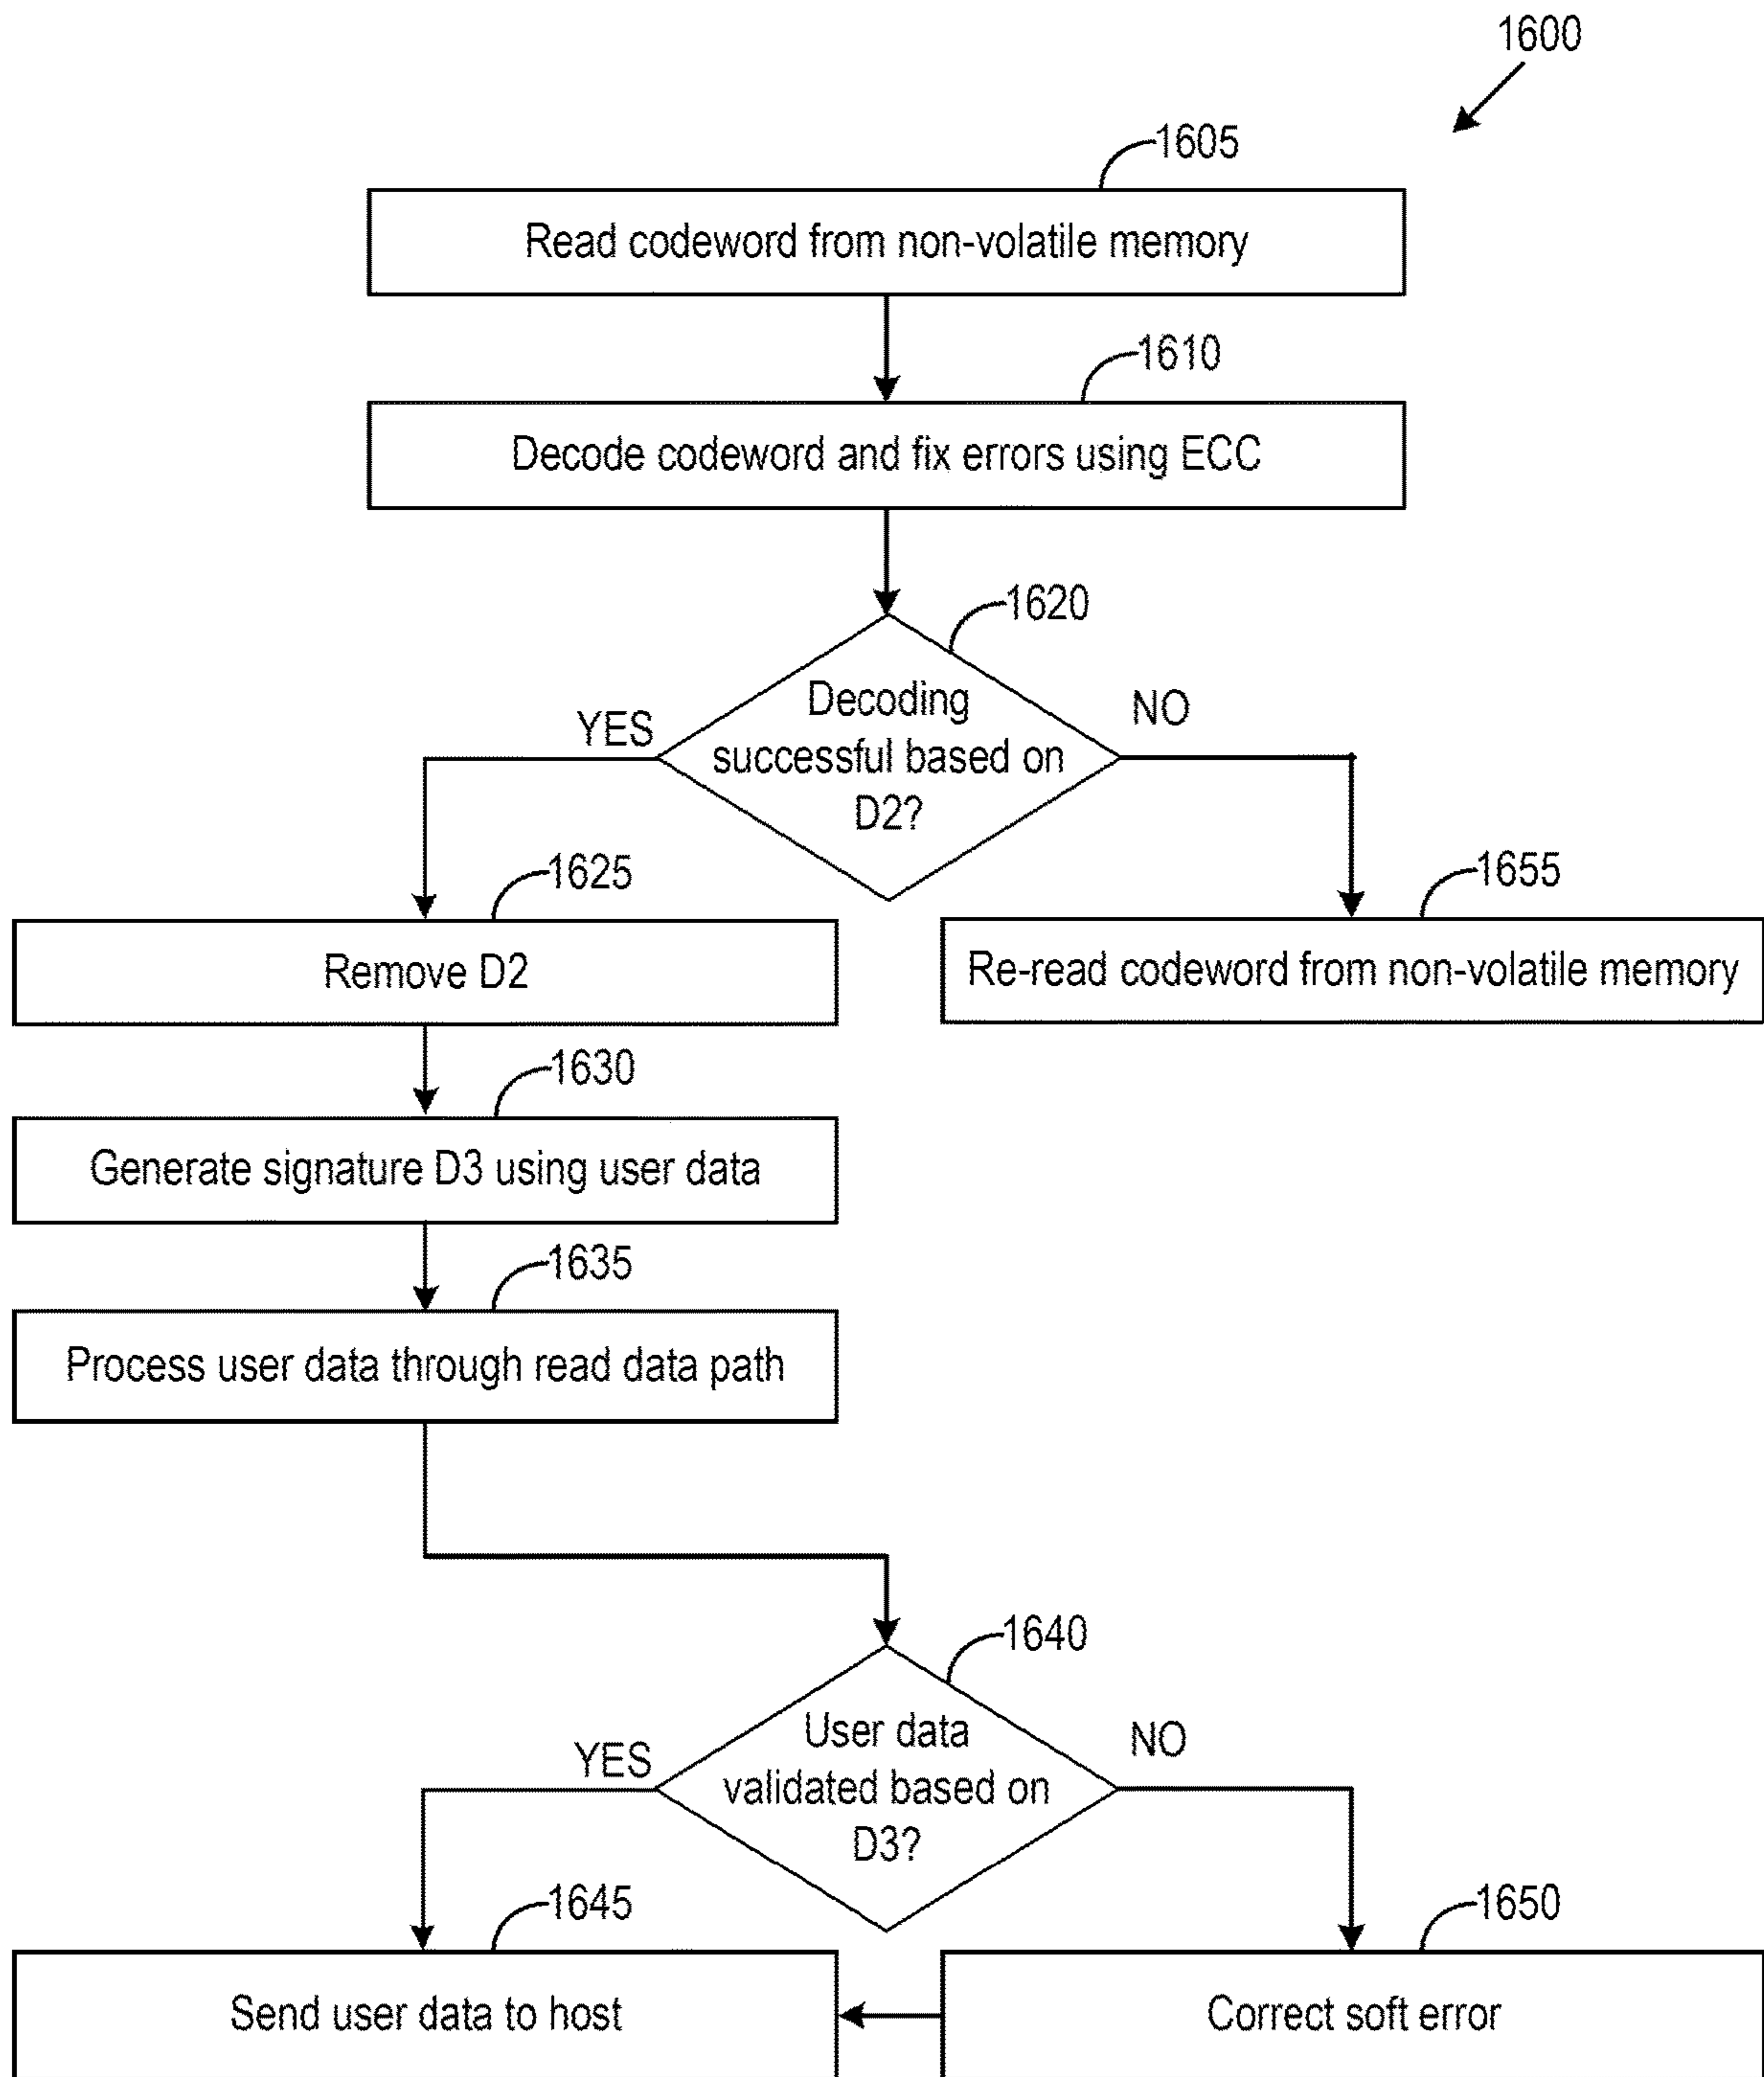 1600
1605
Read codeword from non-volatile memory
1610
Decode codeword and fix errors using ECC
1620
Decoding
successful based on
D2?
YES
NO
1625
Remove D2
1655
Re-read codeword from non-volatile memory
1630
Generate signature D3 using user data
1635
Process user data through read data path
1640
User data
validated based on
D3?
YES
NO
1645
Send user data to host
1650
Correct soft error